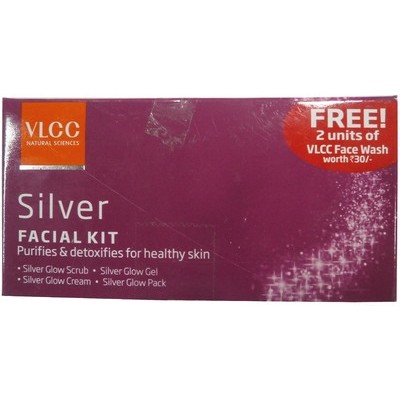 VLCC
NATURAL SCIENCES
FREE!
2 units of
VLCC Face Wash
worth ₹30/-
Silver
FACIAL KIT
Purifies & detoxifies for healthy skin
• Silver Glow Scrub • Silver Glow Gel
• Silver Glow Cream • Silver Glow Pack